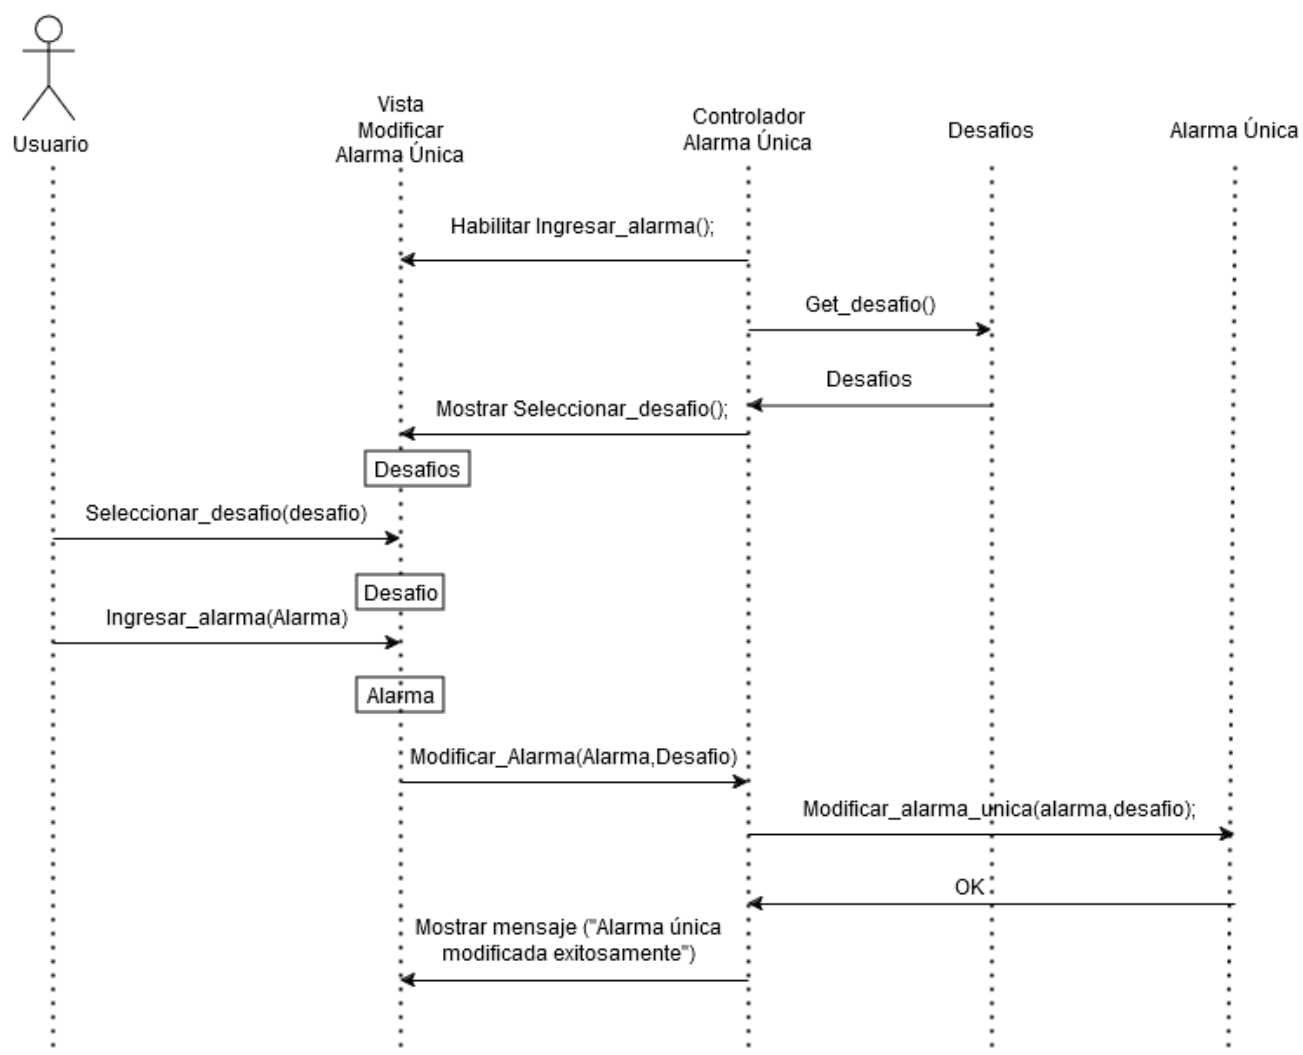 Usuario
Vista
Modificar
Alarma Única
Controlador
Alarma Única
Desafios
Alarma Única
Habilitar Ingresar_alarma();
Get_desafio()
Desafios
Mostrar Seleccionar_desafio();
Desafios
Seleccionar_desafio(desafio)
Desafio
Ingresar_alarma(Alarma)
Alarma
Modificar_Alarma(Alarma,Desafio)
Modificar_alarma_unica(alarma,desafio);
OK
Mostrar mensaje ("Alarma única
modificada exitosamente")